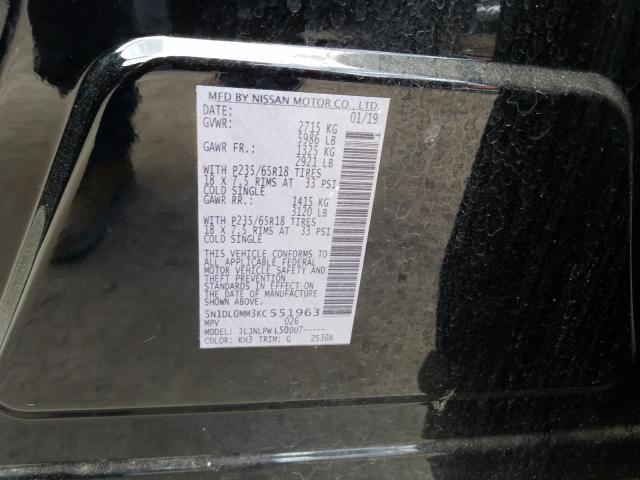 MFD BY NISSAN MOTOR CO., LTD.
DATE: 01/19
GVWR: 2715 KG
5986 LB
GAWR FR.: 1325 KG
2921 LB
WITH P235/65R18 TIRES
18 X 7.5 RIMS AT 33 PSI
COLD SINGLE
GAWR RR.: 1415 KG
3120 LB
WITH P235/65R18 TIRES
18 X 7.5 RIMS AT 33 PSI
COLD SINGLE
THIS VEHICLE CONFORMS TO
ALL APPLICABLE FEDERAL
MOTOR VEHICLE SAFETY AND
THEFT PREVENTION
STANDARDS IN EFFECT ON
THE DATE OF MANUFACTURE
SHOWN ABOVE.
5N1DL0MM3KC551963
MPV 026
MODEL: JLJNLPWL50DU7-----
COLOR: KH3 TRIM: G ZS30A